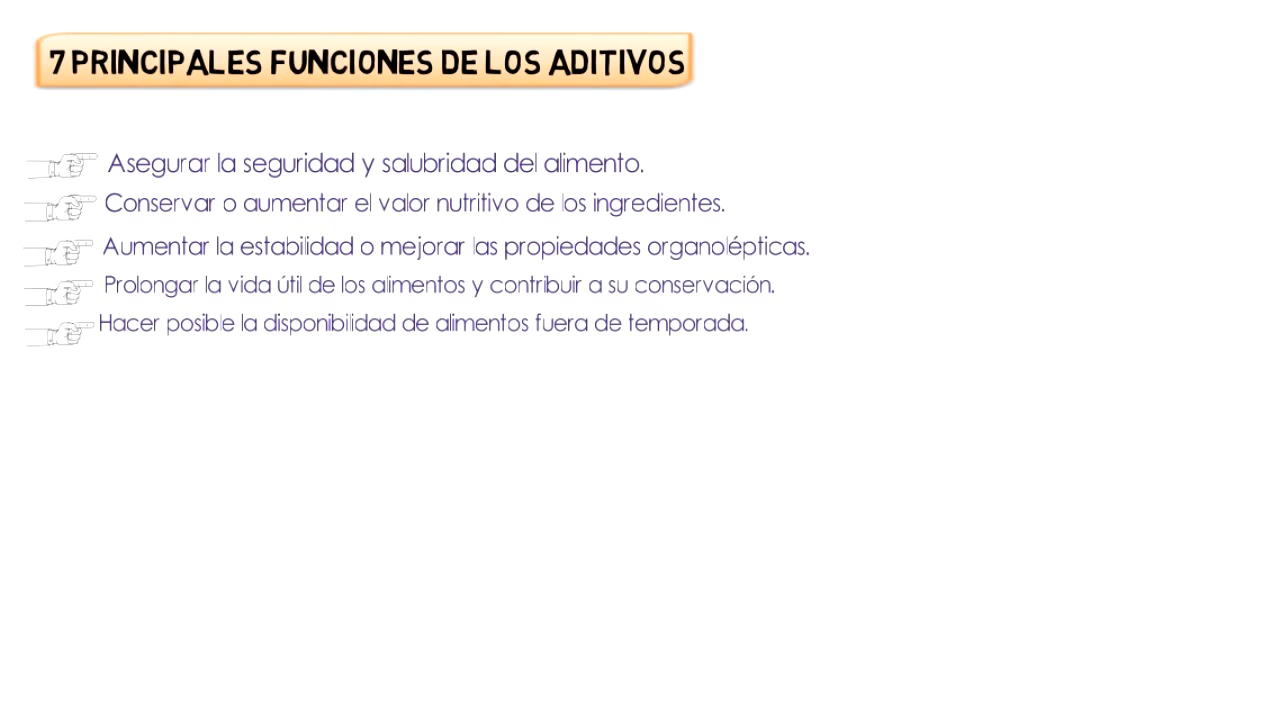 7 PRINCIPALES FUNCIONES DE LOS ADITIVOS
Asegurar la seguridad y salubridad del alimento.
Conservar o aumentar el valor nutritivo de los ingredientes.
Aumentar la estabilidad o mejorar las propiedades organolépticas.
Prolongar la vida útil de los alimentos y contribuir a su conservación.
Hacer posible la disponibilidad de alimentos fuera de temporada.